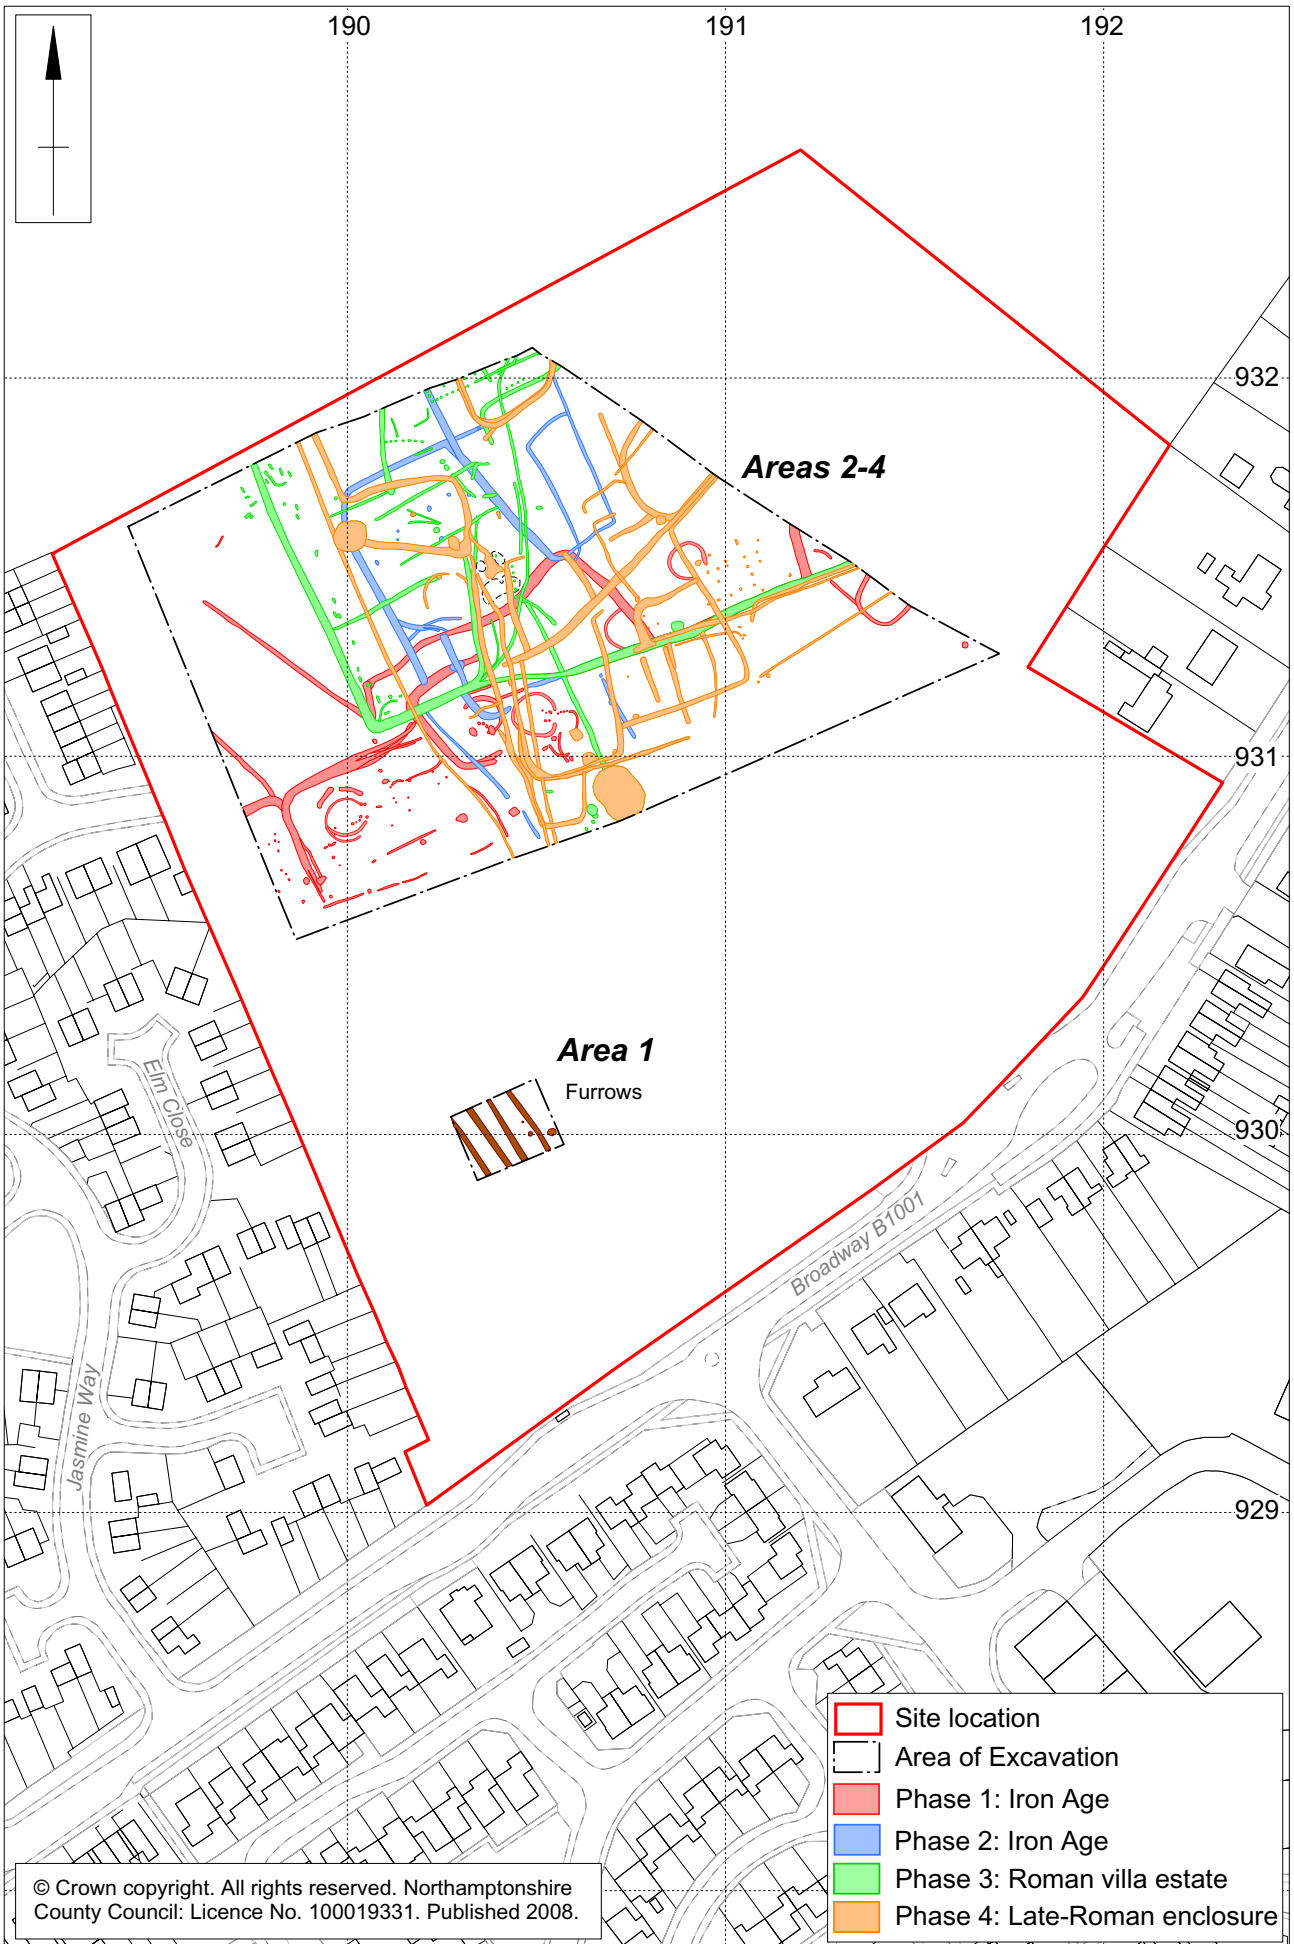 190
191
192
932
Areas 2-4
931
Area 1
Furrows
930
Elm Close
Broadway B1001
Jasmine Way
929
Site location
Area of Excavation
Phase 1: Iron Age
Phase 2: Iron Age
Phase 3: Roman villa estate
Phase 4: Late-Roman enclosure
© Crown copyright. All rights reserved. Northamptonshire
County Council: Licence No. 100019331. Published 2008.